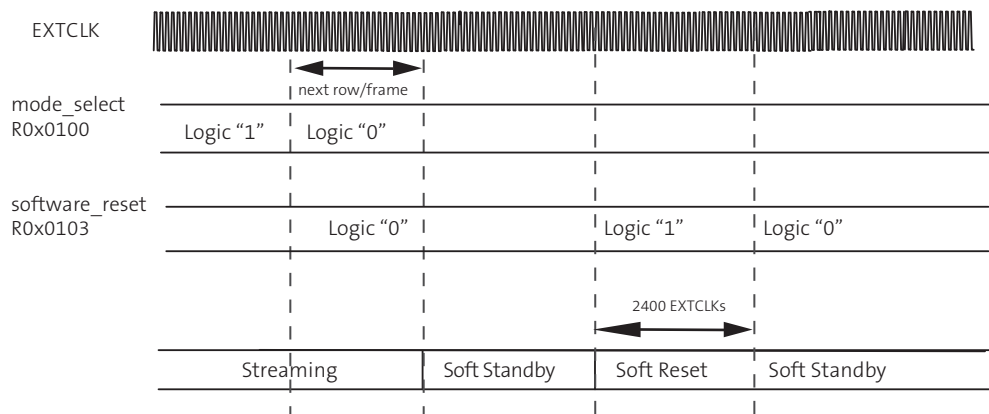 EXTCLK
next row/frame
mode_select
R0x0100
Logic “1” Logic “0”
software_reset
R0x0103
Logic “0” Logic “1” Logic “0”
2400 EXTCLKs
Streaming Soft Standby Soft Reset Soft Standby